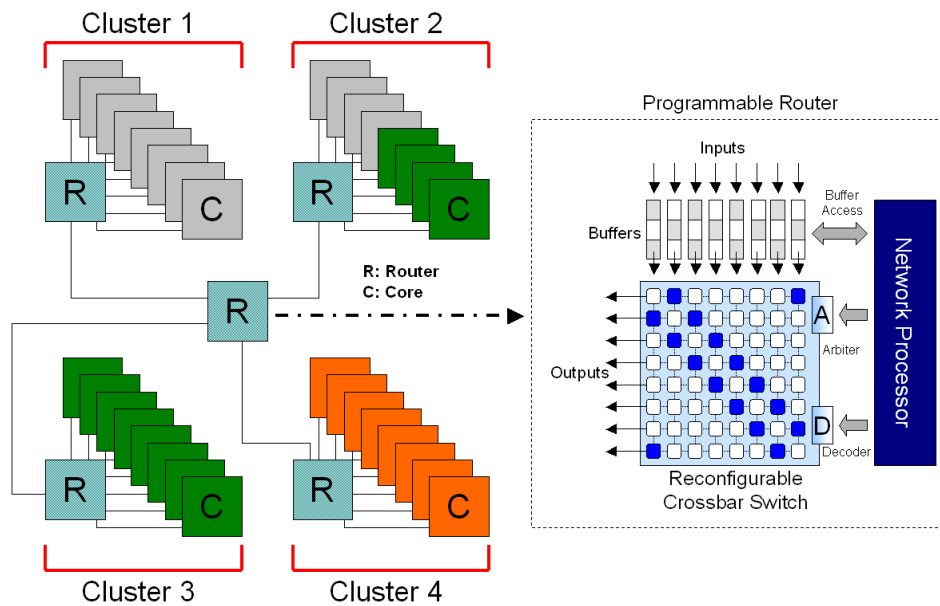 Cluster 1
Cluster 2
R
C
R
C
R: Router
C: Core
R
R
C
R
C
Cluster 3
Cluster 4
Programmable Router
Inputs
Buffers
Buffer
Access
Network Processor
A
Arbiter
Outputs
D
Decoder
Reconfigurable
Crossbar Switch